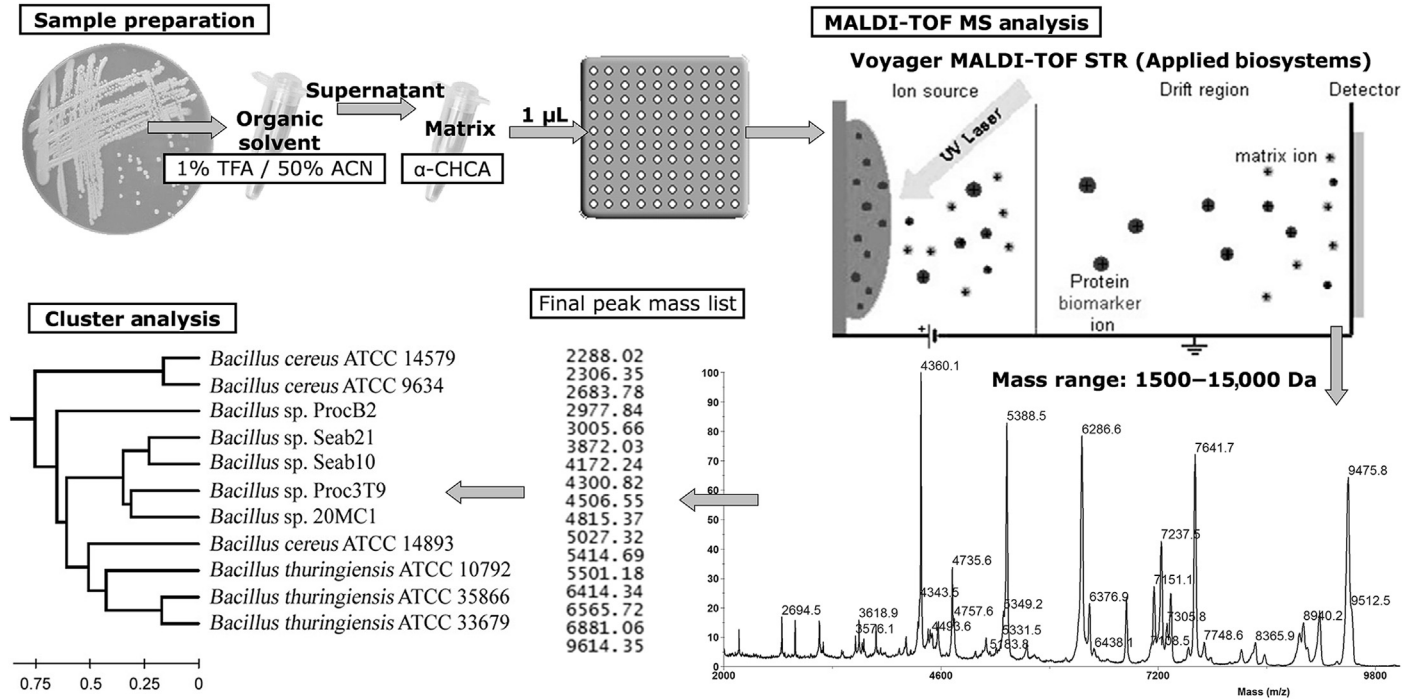 Sample preparation
Supernatant
Organic
solvent
1% TFA / 50% ACN
Matrix
α-CHCA
1 µL
MALDI-TOF MS analysis
Voyager MALDI-TOF STR (Applied biosystems)
Ion source
Drift region
Detector
UV Laser
matrix ion
Protein
biomarker
ion
+
Mass range: 1500–15,000 Da
100
90
80
70
60
50
40
30
20
10
0
2694.5
3576.1
3618.9
4360.1
4343.5
4493.6
4735.6
4757.6
5183.8
5388.5
5349.2
5331.5
6286.6
6376.9
6438.1
7151.1
7237.5
7305.8
7641.7
7748.6
8365.9
8940.2
9475.8
9512.5
2000
4600
7200
9800
Mass (m/z)
Final peak mass list
2288.02
2306.35
2683.78
2977.84
3005.66
3872.03
4172.24
4300.82
4506.55
4815.37
5027.32
5414.69
5501.18
6414.34
6565.72
6881.06
9614.35
Cluster analysis
Bacillus cereus ATCC 14579
Bacillus cereus ATCC 9634
Bacillus sp. ProcB2
Bacillus sp. Seab21
Bacillus sp. Seab10
Bacillus sp. Proc3T9
Bacillus sp. 20MC1
Bacillus cereus ATCC 14893
Bacillus thuringiensis ATCC 10792
Bacillus thuringiensis ATCC 35866
Bacillus thuringiensis ATCC 33679
0.75
0.5
0.25
0